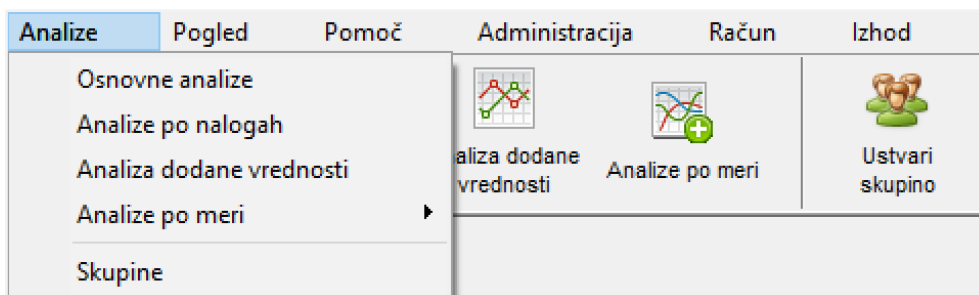 Analize Pogled Pomoč Administracija Račun Izhod
Osnovne analize
Analize po nalogah
Analiza dodane vrednosti
Analize po meri
Skupine
aliza dodane
vrednosti
Analize po meri
Ustvari
skupino